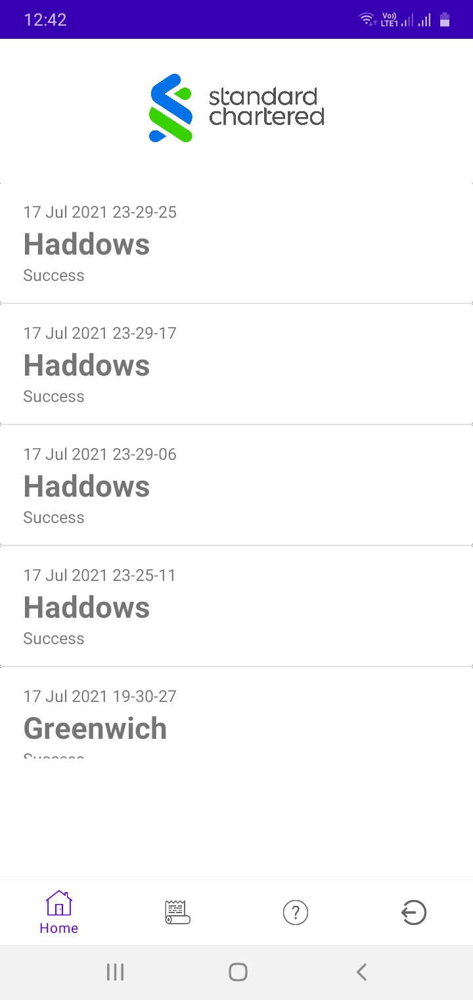 12:42
Vo))
LTE1
standard
chartered
17 Jul 2021 23-29-25
Haddows
Success
17 Jul 2021 23-29-17
Haddows
Success
17 Jul 2021 23-29-06
Haddows
Success
17 Jul 2021 23-25-11
Haddows
Success
17 Jul 2021 19-30-27
Greenwich
Success
?
Home